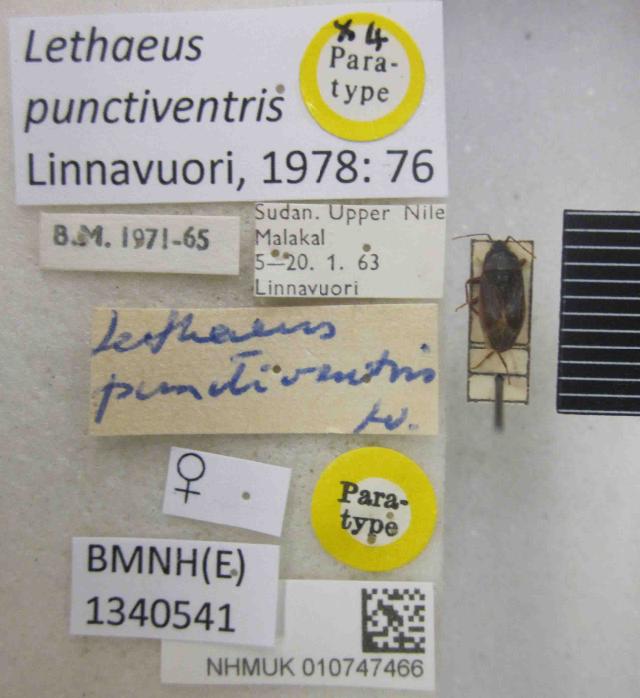 Lethaeus
punctiventris
Linnavuori, 1978: 76
x 4
Para-
type
B.M. 1971-65
Sudan. Upper Nile
Malakal
5–20. 1. 63
Linnavuori
Lethaeus
punctiventris
♀
Para-
type
BMNH(E)
1340541
NHMUK 010747466